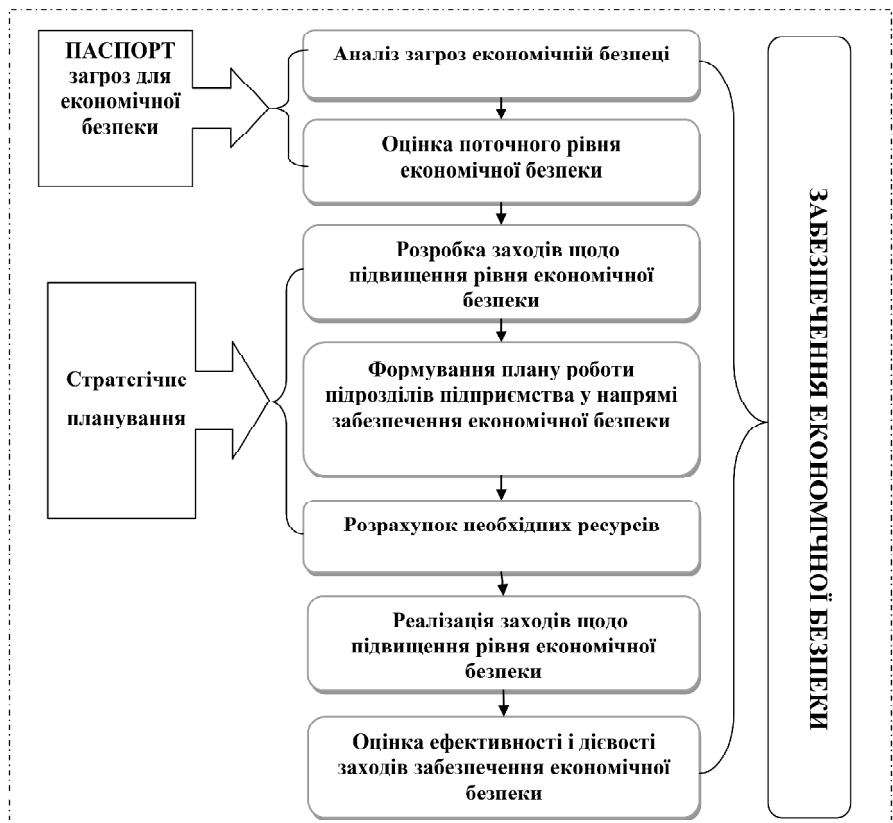 ПАСПОРТ
загроз для
економічної
безпеки
Аналіз загроз економічній безпеці
Оцінка поточного рівня
економічної безпеки
Розробка заходів щодо
підвищення рівня економічної
безпеки
Стратегічне
планування
Формування плану роботи
підрозділів підприємства у напрямі
забезпечення економічної безпеки
Розрахунок необхідних ресурсів
Реалізація заходів щодо
підвищення рівня економічної
безпеки
Оцінка ефективності і дієвості
заходів забезпечення економічної
безпеки
ЗАБЕЗПЕЧЕННЯ ЕКОНОМІЧНОЇ БЕЗПЕКИ